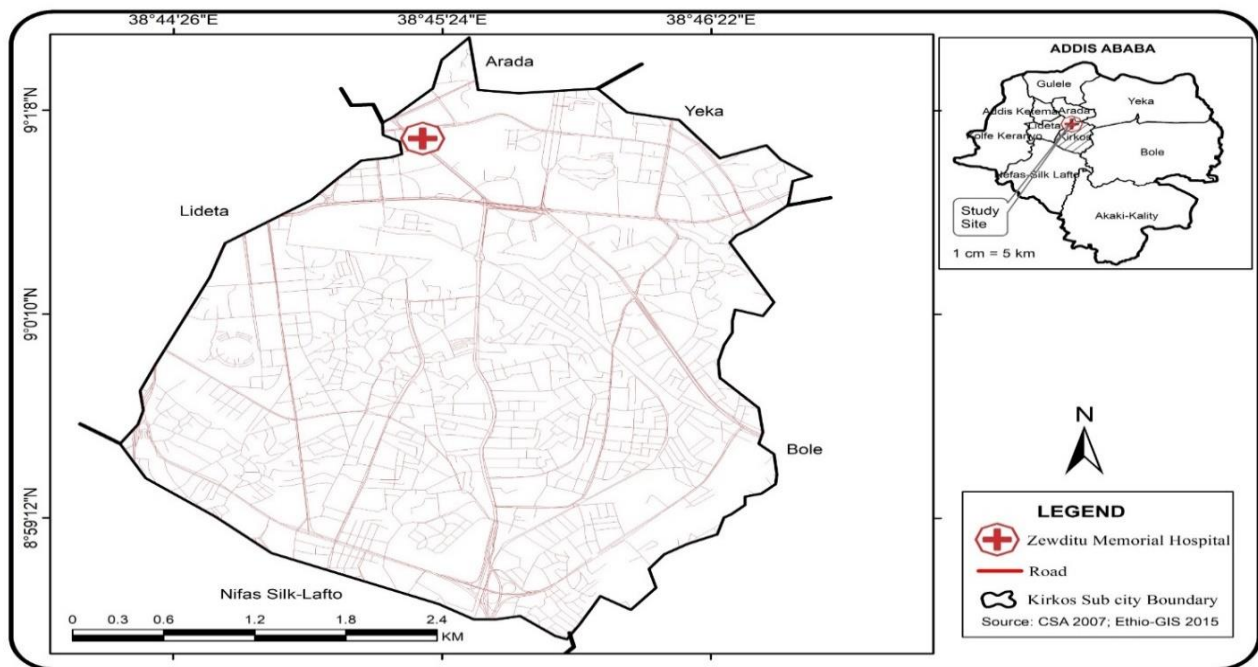 38°44'26"E
38°45'24"E
38°46'22"E
9°1'8"N
9°0'10"N
8°59'12"N
Arada
Yeka
Lideta
Bole
Nifas Silk-Lafto
0 0.3 0.6 1.2 1.8 2.4
KM
ADDIS ABABA
Gulele
Yeka
Addis Ketema
Arada
Lideta
Kirkos
Bole
Nefas-Silk Lafto
Akaki-Kality
Study
Site
1 cm = 5 km
N
LEGEND
Zewditu Memorial Hospital
Road
Kirkos Sub city Boundary
Source: CSA 2007; Ethio-GIS 2015